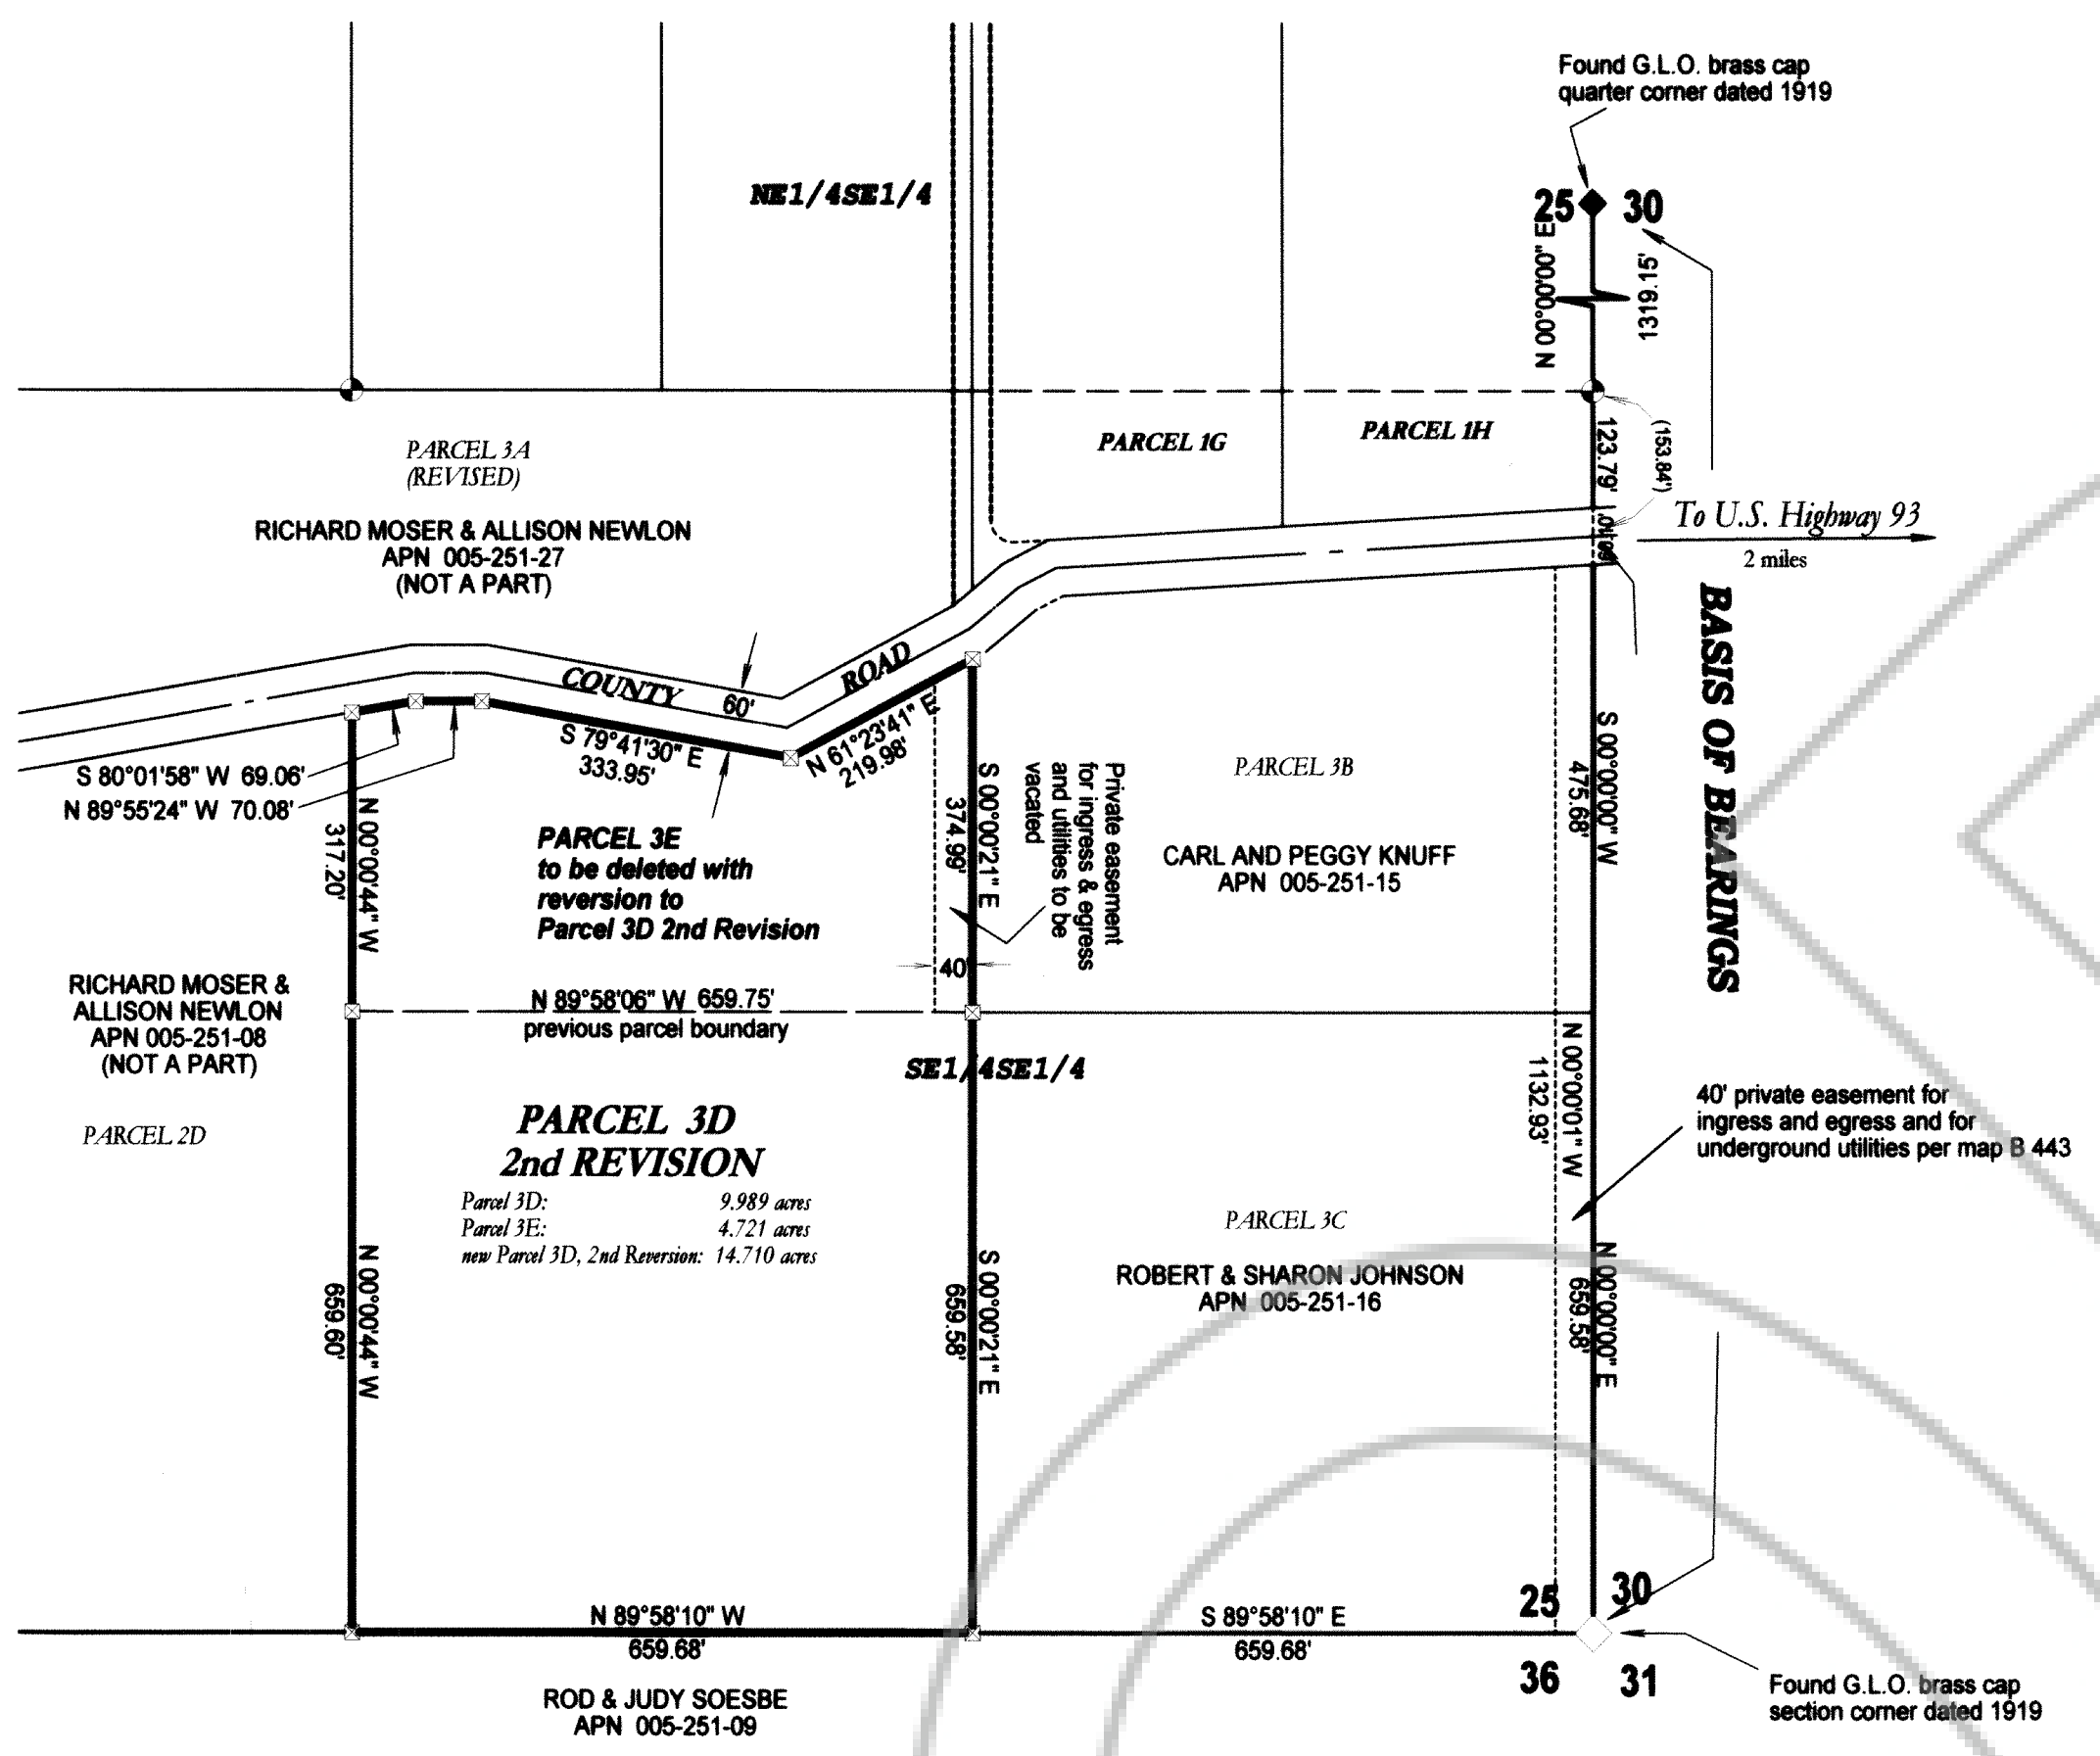 Found G.L.O. brass cap
quarter corner dated 1919
NE1/4SE1/4
25
30
N 00°00'00" E
1319.15'
PARCEL 3A
(REVISED)
PARCEL 1G
PARCEL 1H
123.79'
(153.84')
RICHARD MOSER & ALLISON NEWLON
APN 005-251-27
(NOT A PART)
To U.S. Highway 93
2 miles
COUNTY
ROAD
60'
BASIS OF BEARINGS
S 79°41'30" E
333.95'
N 61°23'41" E
219.98'
S 80°01'58" W 69.06'
N 89°55'24" W 70.08'
N 00°00'44" W
317.20'
PARCEL 3E
to be deleted with
reversion to
Parcel 3D 2nd Revision
S 00°00'21" E
374.99'
Private easement
for ingress & egress
and utilities to be
vacated
40'
PARCEL 3B
CARL AND PEGGY KNUFF
APN 005-251-15
S 00°00'00" W
475.68'
RICHARD MOSER &
ALLISON NEWLON
APN 005-251-08
(NOT A PART)
N 89°58'06" W 659.75'
previous parcel boundary
SE1/4SE1/4
N 00°00'01" W
1132.93'
40' private easement for
ingress and egress and for
underground utilities per map B 443
PARCEL 2D
PARCEL 3D
2nd REVISION
Parcel 3D: 9.989 acres
Parcel 3E: 4.721 acres
new Parcel 3D, 2nd Reversion: 14.710 acres
PARCEL 3C
ROBERT & SHARON JOHNSON
APN 005-251-16
N 00°00'44" W
659.60'
S 00°00'21" E
659.58'
N 00°00'00" E
659.58'
N 89°58'10" W
659.68'
S 89°58'10" E
659.68'
25
30
36
31
ROD & JUDY SOESBE
APN 005-251-09
Found G.L.O. brass cap
section corner dated 1919